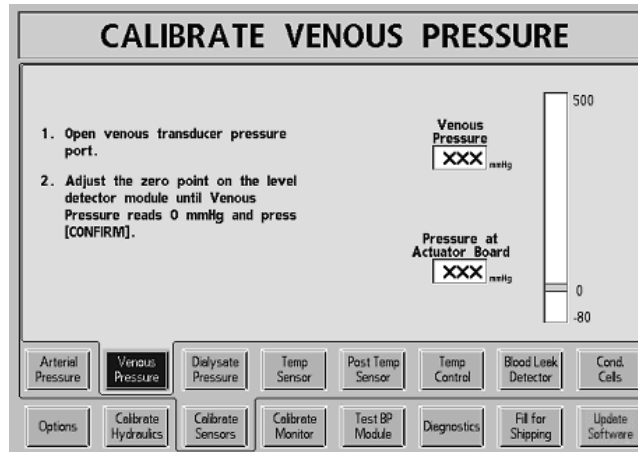 CALIBRATE VENOUS PRESSURE
1. Open venous transducer pressure
port.
2. Adjust the zero point on the level
detector module until Venous
Pressure reads 0 mmHg and press
[CONFIRM].
Venous
Pressure
XXX mmHg
Pressure at
Actuator Board
XXX mmHg
500
0
-80
Arterial
Pressure
Venous
Pressure
Dialysate
Pressure
Temp
Sensor
Post Temp
Sensor
Temp
Control
Blood Leak
Detector
Cond.
Cells
Options
Calibrate
Hydraulics
Calibrate
Sensors
Calibrate
Monitor
Test BP
Module
Diagnostics
Fill for
Shipping
Update
Software